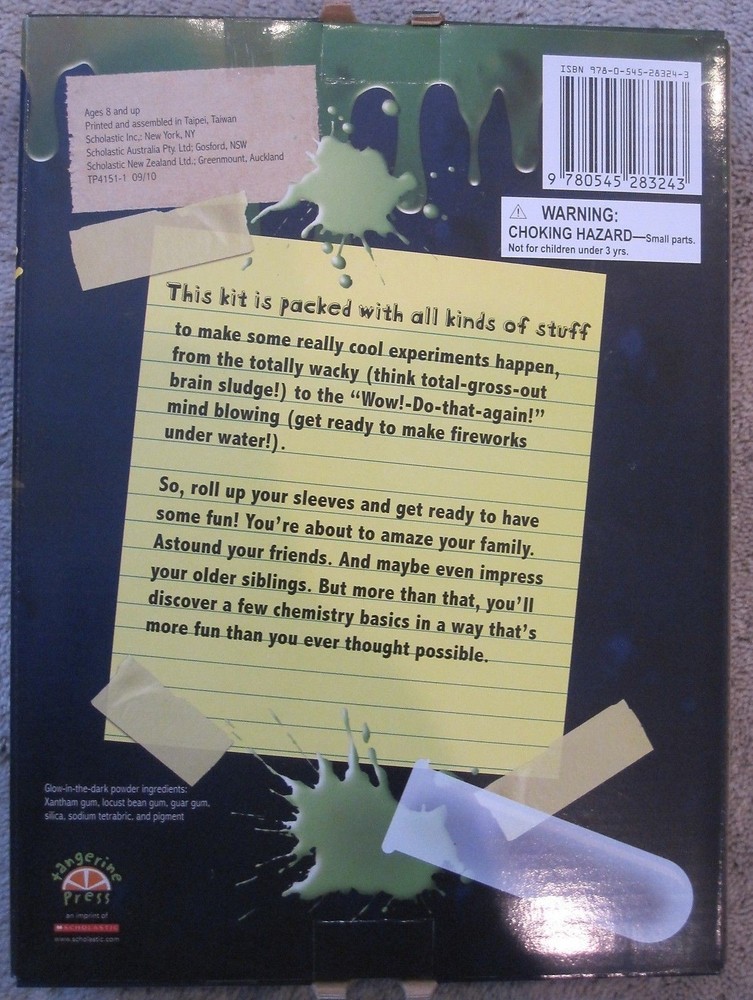 Ages 8 and up
Printed and assembled in Taipei, Taiwan
Scholastic Inc.; New York, NY
Scholastic Australia Pty. Ltd; Gosford, NSW
Scholastic New Zealand Ltd.; Greenmount, Auckland
TP4151-1 09/10
ISBN 978-0-545-28324-3
9 780545 283243
WARNING:
CHOKING HAZARD—Small parts.
Not for children under 3 yrs.
This kit is packed with all kinds of stuff
to make some really cool experiments happen,
from the totally wacky (think total-gross-out
brain sludge!) to the “Wow!-Do-that-again!”
mind blowing (get ready to make fireworks
under water!).
So, roll up your sleeves and get ready to have
some fun! You’re about to amaze your family.
Astound your friends. And maybe even impress
your older siblings. But more than that, you’ll
discover a few chemistry basics in a way that’s
more fun than you ever thought possible.
Glow-in-the-dark powder ingredients:
Xantham gum, locust bean gum, guar gum,
silica, sodium tetrabric, and pigment
tangerine
press
an imprint of
SCHOLASTIC
www.scholastic.com